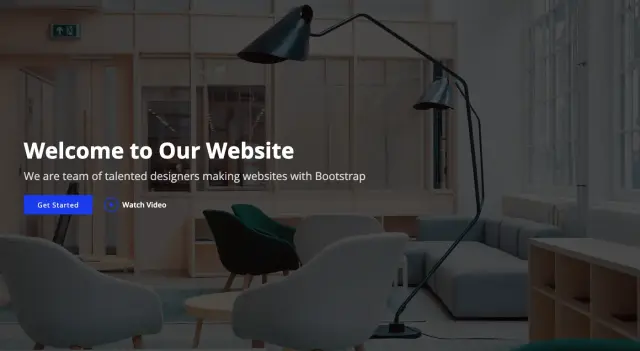 Welcome to Our Website
We are team of talented designers making websites with Bootstrap
Get Started
Watch Video